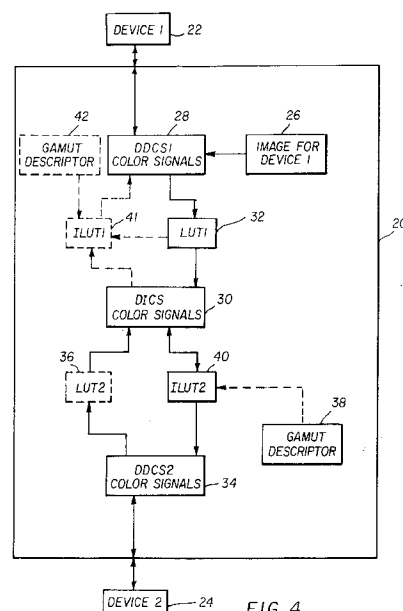 DEVICE 1
22
42
28
26
GAMUT
DESCRIPTOR
DDCS1
COLOR SIGNALS
IMAGE FOR
DEVICE 1
41
32
20
ILUT1
LUT1
DICS
COLOR SIGNALS
30
36
40
LUT2
ILUT2
38
GAMUT
DESCRIPTOR
DDCS2
COLOR SIGNALS
34
DEVICE 2
24
FIG. 4